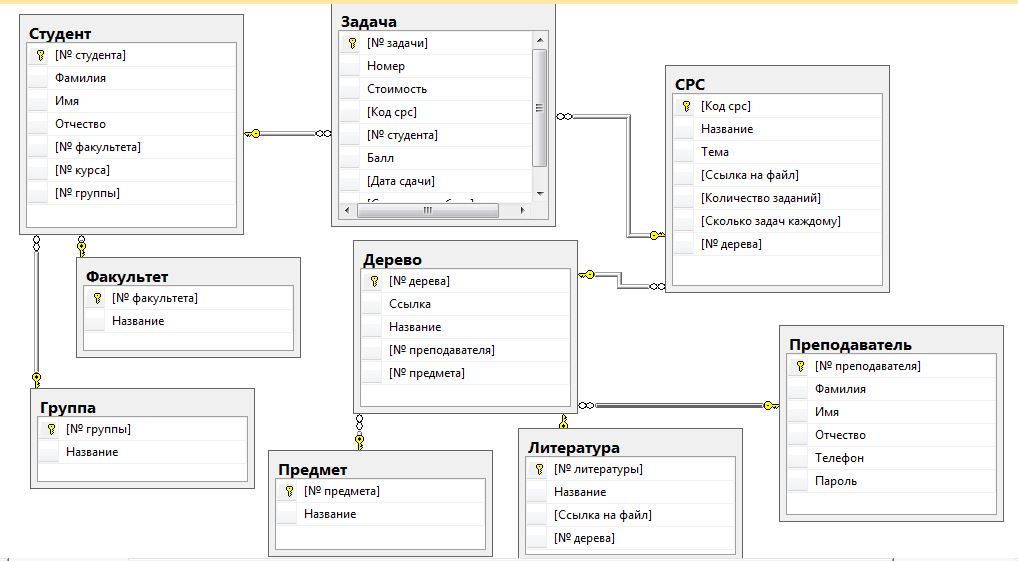 Студент
[№ студента]
Фамилия
Имя
Отчество
[№ факультета]
[№ курса]
[№ группы]
Задача
[№ задачи]
Номер
Стоимость
[Код срс]
[№ студента]
Балл
[Дата сдачи]
СРС
[Код срс]
Название
Тема
[Ссылка на файл]
[Количество заданий]
[Сколько задач каждому]
[№ дерева]
Факультет
[№ факультета]
Название
Дерево
[№ дерева]
Ссылка
Название
[№ преподавателя]
[№ предмета]
Преподаватель
[№ преподавателя]
Фамилия
Имя
Отчество
Телефон
Пароль
Группа
[№ группы]
Название
Предмет
[№ предмета]
Название
Литература
[№ литературы]
Название
[Ссылка на файл]
[№ дерева]